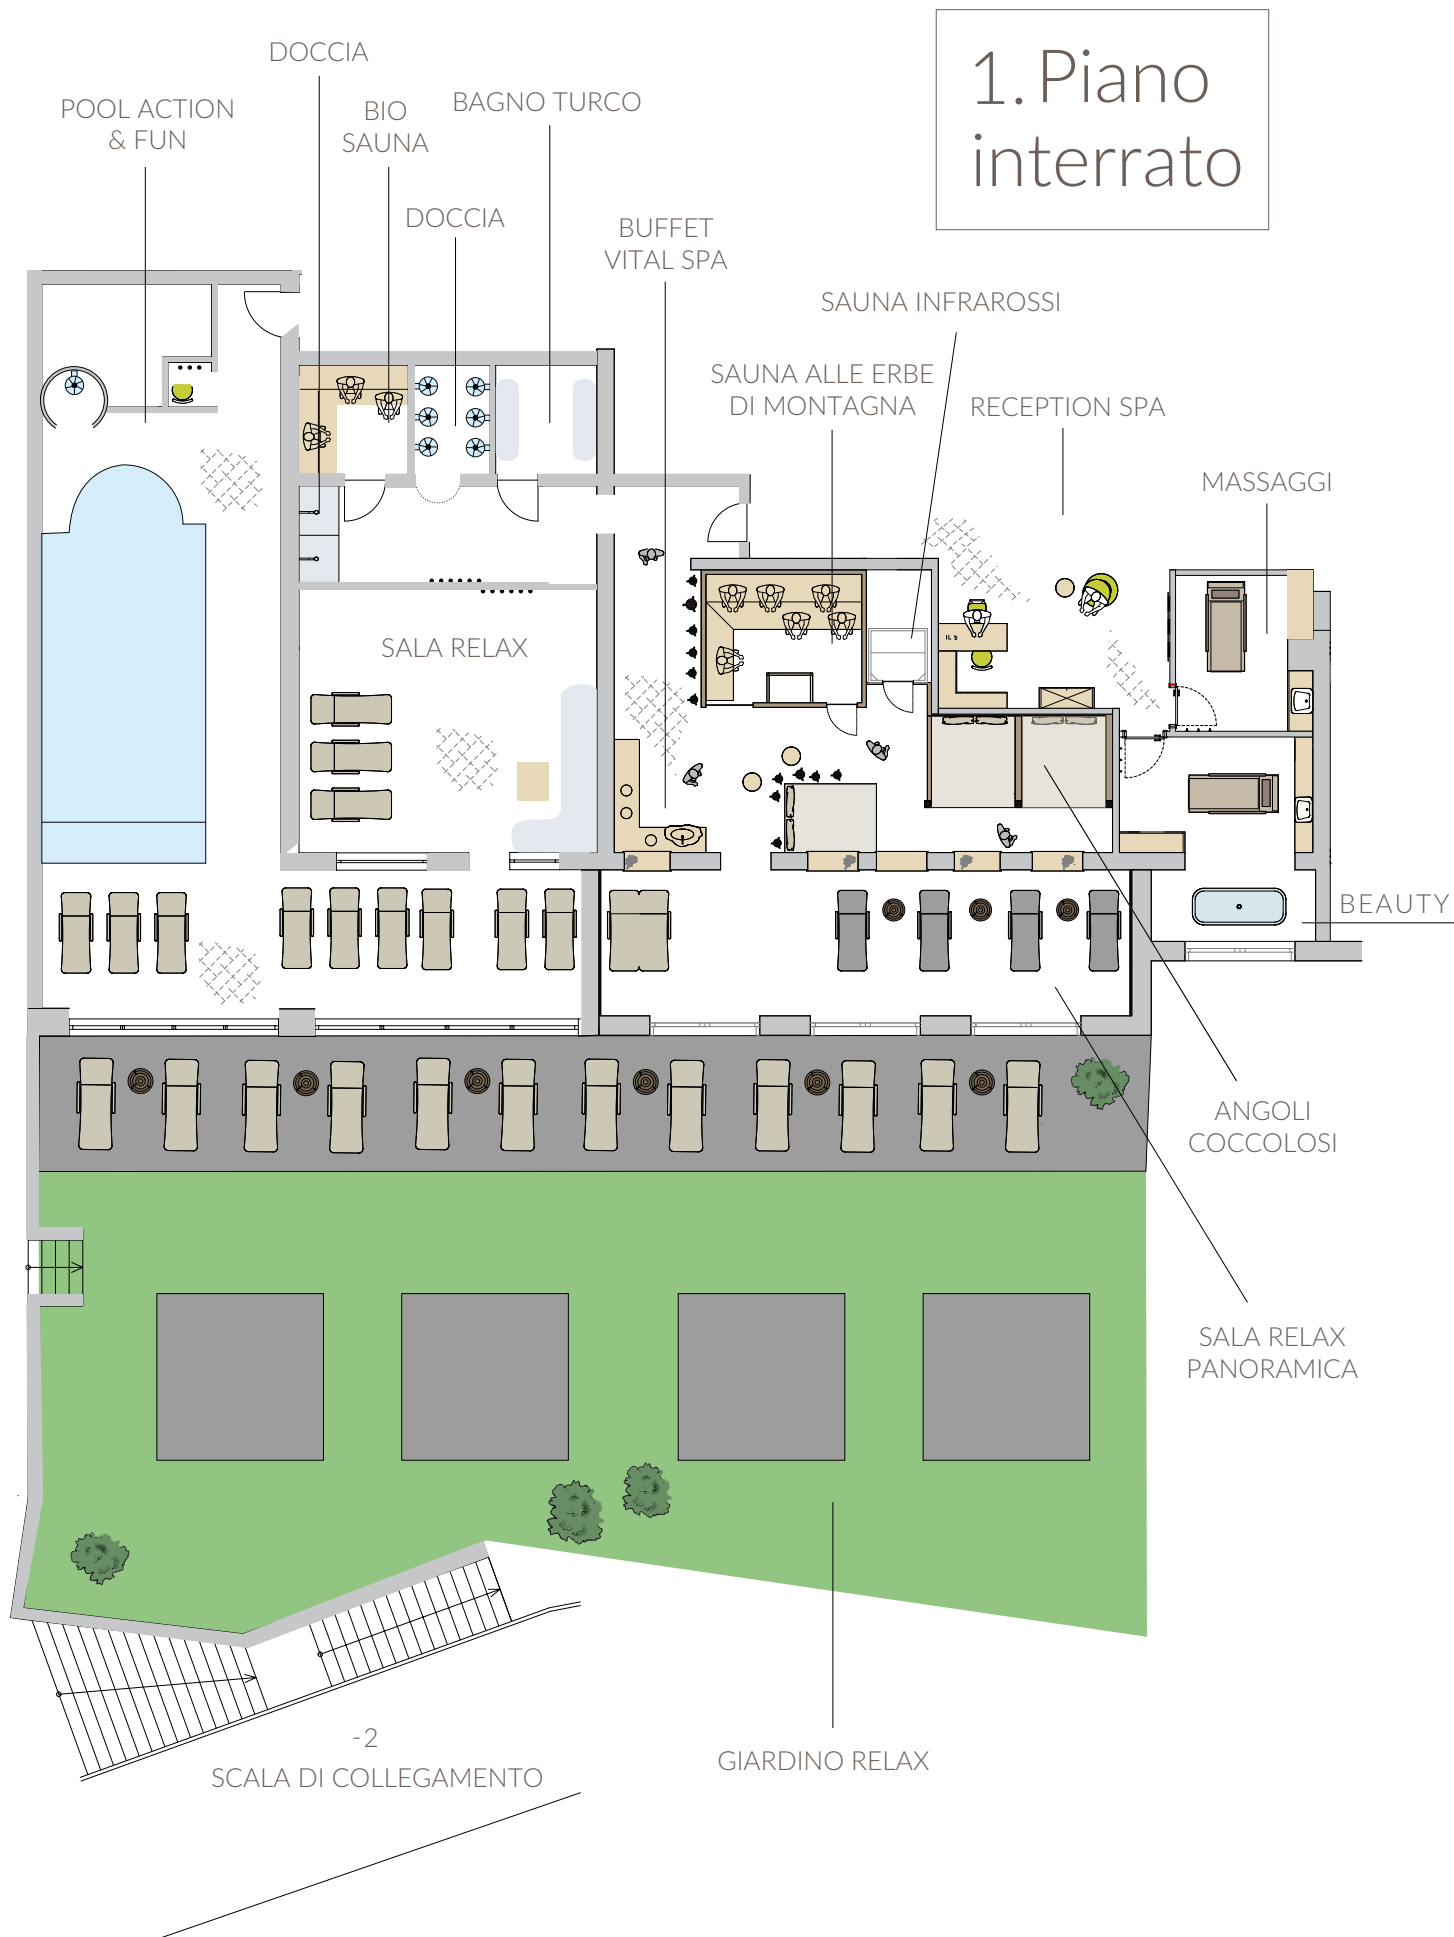 1. Piano
interrato
DOCCIA
POOL ACTION
& FUN
BIO
SAUNA
BAGNO TURCO
DOCCIA
BUFFET
VITAL SPA
SAUNA INFRAROSSI
SAUNA ALLE ERBE
DI MONTAGNA
RECEPTION SPA
MASSAGGI
SALA RELAX
BEAUTY
ANGOLI
COCCOLOSI
SALA RELAX
PANORAMICA
-2
SCALA DI COLLEGAMENTO
GIARDINO RELAX